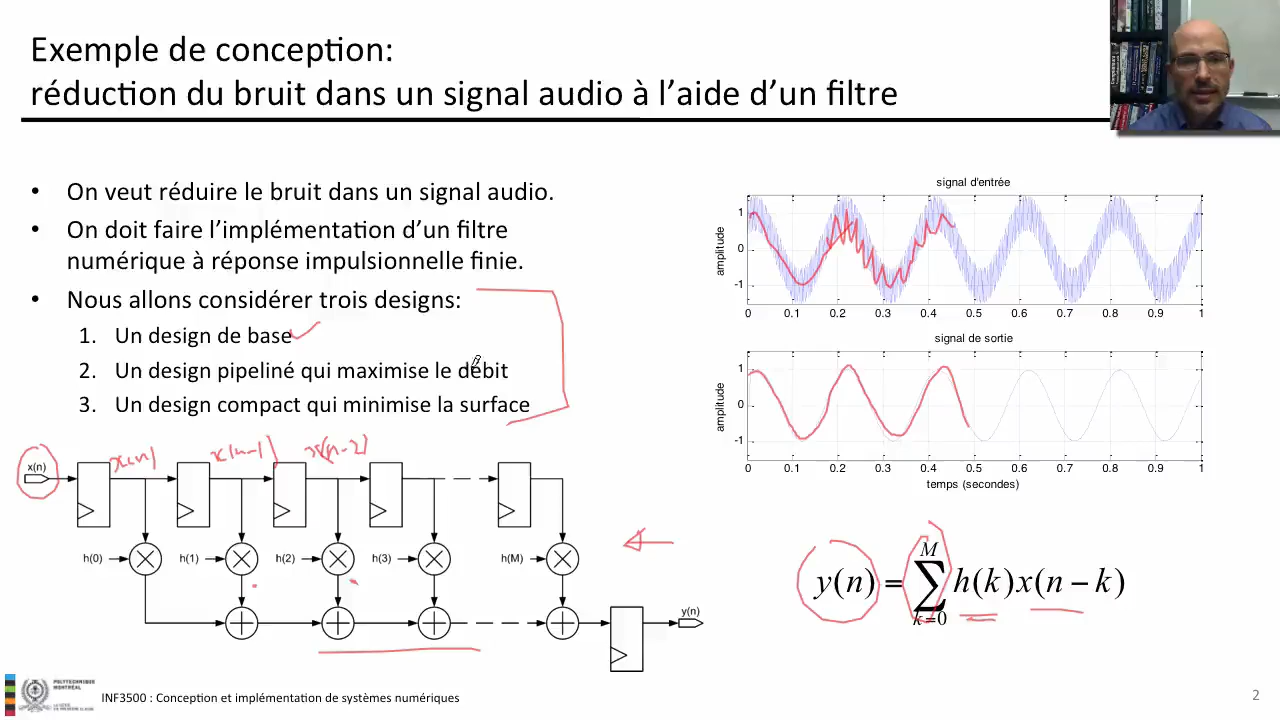 Exemple de conception:
réduction du bruit dans un signal audio à l'aide d'un filtre
• On veut réduire le bruit dans un signal audio.
• On doit faire l'implémentation d'un filtre
numérique à réponse impulsionnelle finie.
• Nous allons considérer trois designs:
1. Un design de base
2. Un design pipeliné qui maximise le débit
3. Un design compact qui minimise la surface
signal d'entrée
amplitude
1
0
-1
0 0.1 0.2 0.3 0.4 0.5 0.6 0.7 0.8 0.9 1
signal de sortie
amplitude
1
0
-1
0 0.1 0.2 0.3 0.4 0.5 0.6 0.7 0.8 0.9 1
temps (secondes)
x(n) x(n) x(n-1) x(n-2)
h(0) h(1) h(2) h(3) h(M)
y(n)
M
y(n) = ∑ h(k)x(n − k)
k=0
POLYTECHNIQUE
MONTRÉAL
INF3500 : Conception et implémentation de systèmes numériques
2